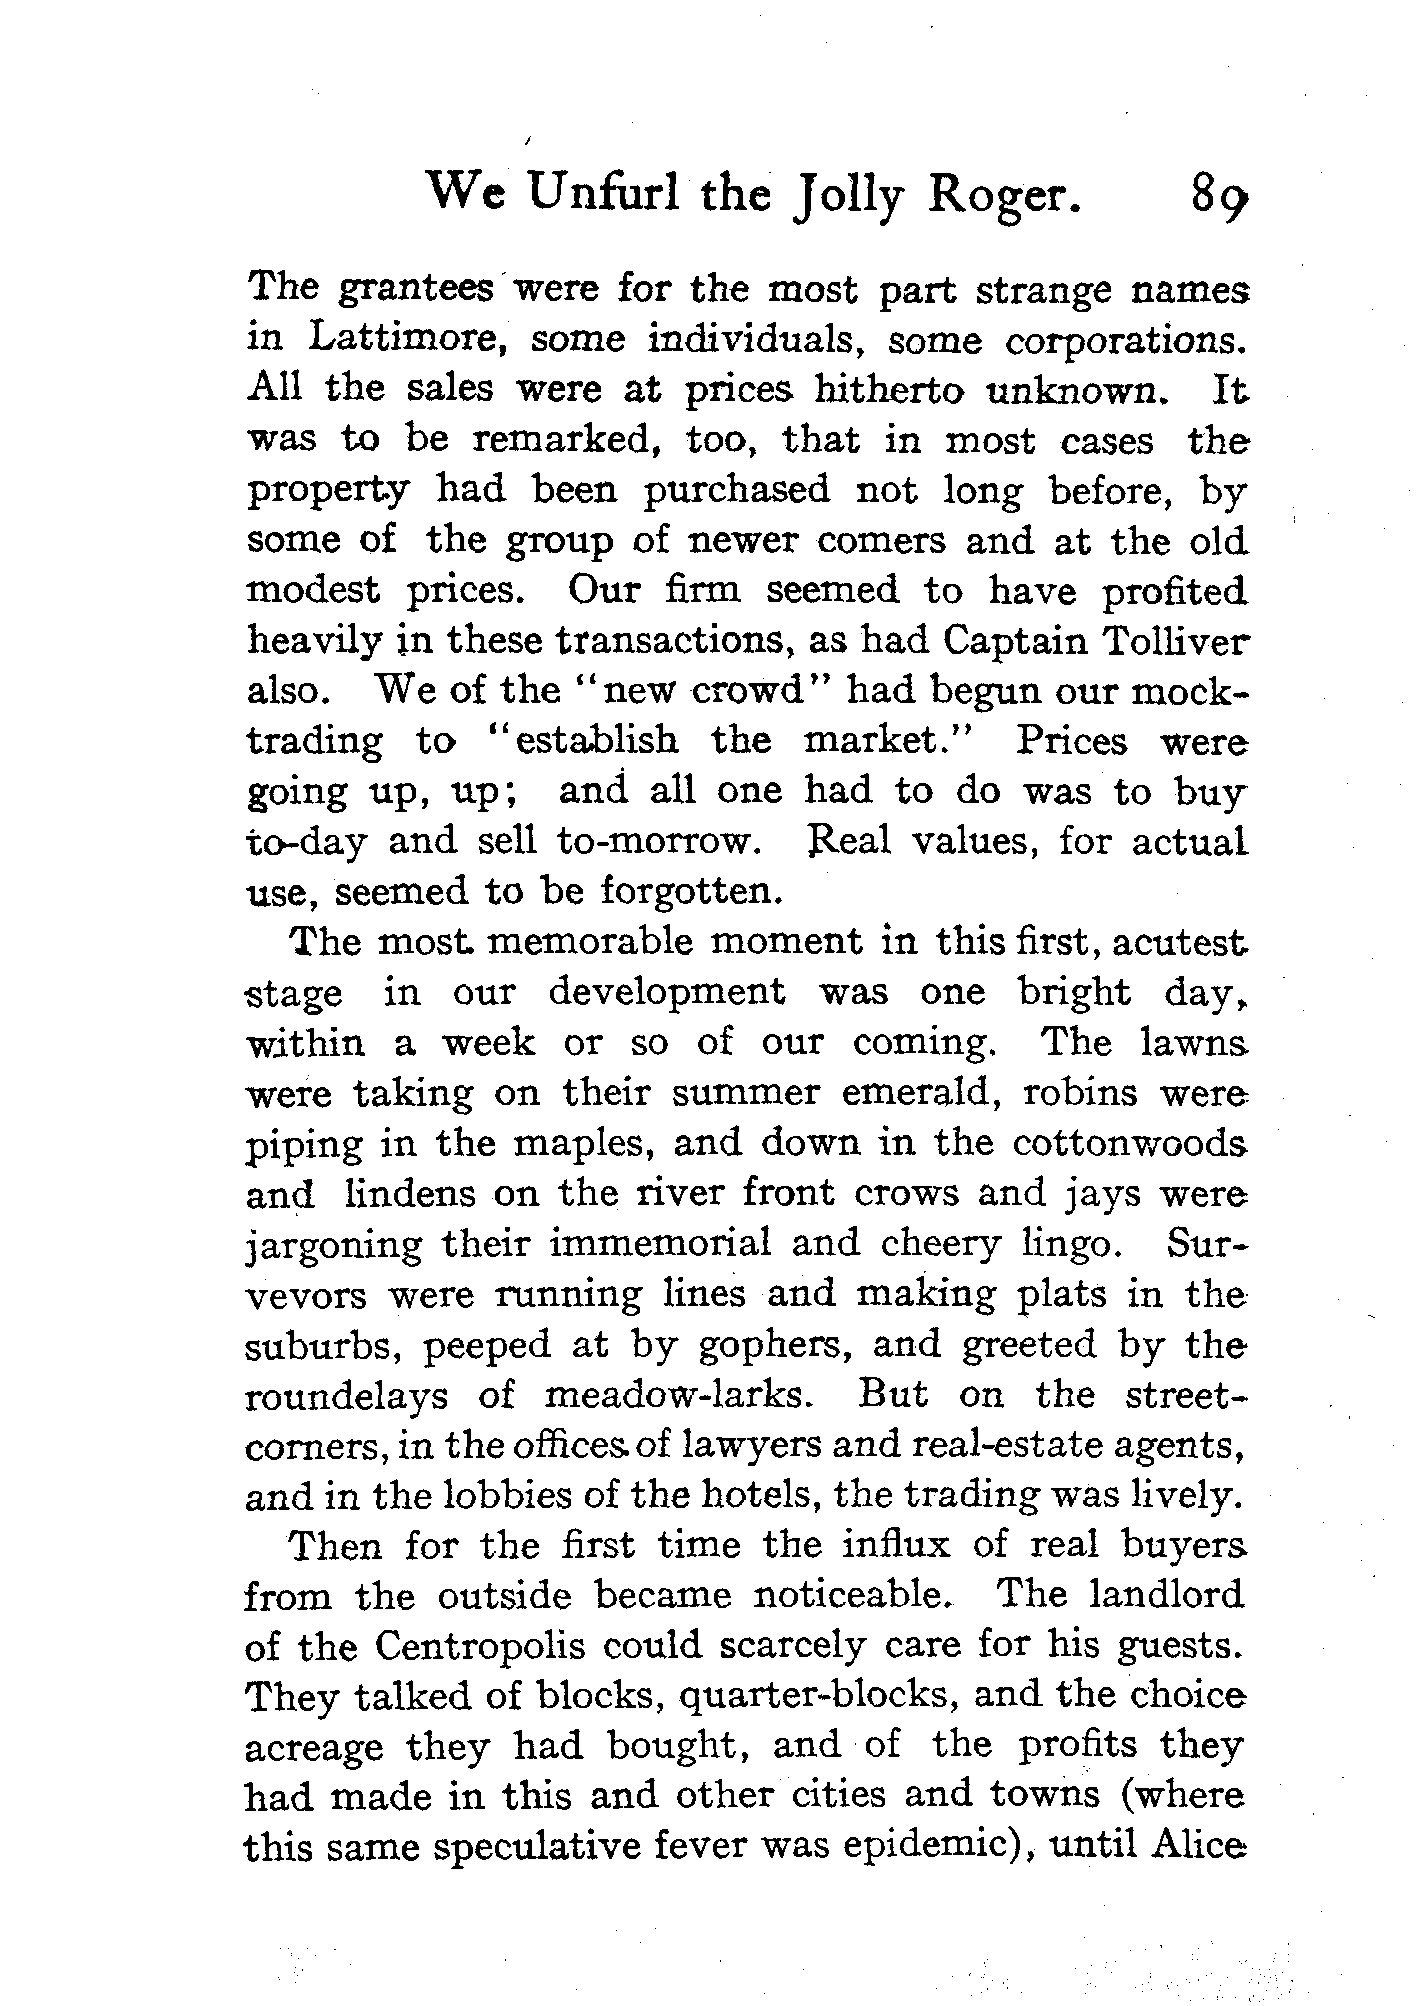 We Unfurl the Jolly Roger. 89
The grantees were for the most part strange names
in Lattimore, some individuals, some corporations.
All the sales were at prices hitherto unknown. It
was to be remarked, too, that in most cases the
property had been purchased not long before, by
some of the group of newer comers and at the old
modest prices. Our firm seemed to have profited
heavily in these transactions, as had Captain Tolliver
also. We of the "new crowd" had begun our mock-
trading to "establish the market." Prices were
going up, up; and all one had to do was to buy
to-day and sell to-morrow. Real values, for actual
use, seemed to be forgotten.
The most memorable moment in this first, acutest
stage in our development was one bright day,
within a week or so of our coming. The lawns
were taking on their summer emerald, robins were
piping in the maples, and down in the cottonwoods
and lindens on the river front crows and jays were
jargoning their immemorial and cheery lingo. Sur-
vevors were running lines and making plats in the
suburbs, peeped at by gophers, and greeted by the
roundelays of meadow-larks. But on the street-
corners, in the offices of lawyers and real-estate agents,
and in the lobbies of the hotels, the trading was lively.
Then for the first time the influx of real buyers
from the outside became noticeable. The landlord
of the Centropolis could scarcely care for his guests.
They talked of blocks, quarter-blocks, and the choice
acreage they had bought, and of the profits they
had made in this and other cities and towns (where
this same speculative fever was epidemic), until Alice